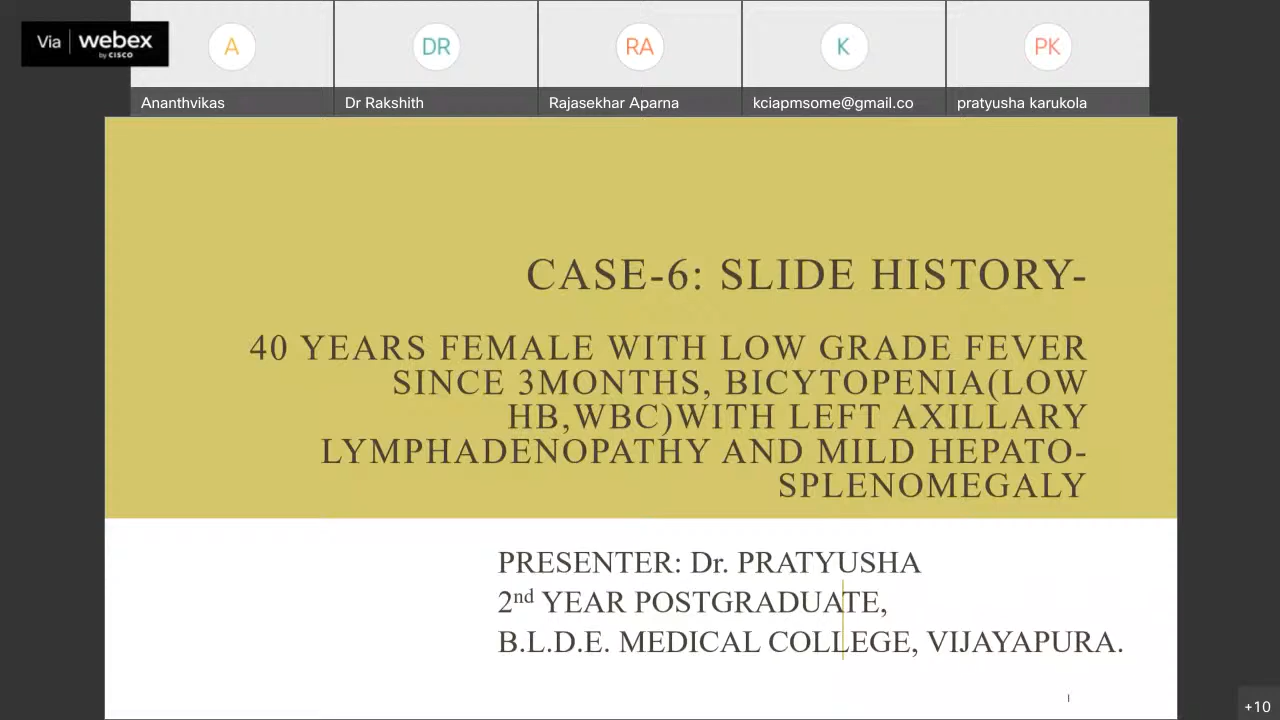 Via webex
by CISCO
A
DR
RA
K
PK
Ananthvikas
Dr Rakshith
Rajasekhar Aparna
kciapmsome@gmail.co
pratyusha karukola
CASE-6: SLIDE HISTORY-
40 YEARS FEMALE WITH LOW GRADE FEVER
SINCE 3MONTHS, BICYTOPENIA(LOW
HB,WBC)WITH LEFT AXILLARY
LYMPHADENOPATHY AND MILD HEPATO-
SPLENOMEGALY
PRESENTER: Dr. PRATYUSHA
2nd YEAR POSTGRADUATE,
B.L.D.E. MEDICAL COLLEGE, VIJAYAPURA.
1
+10